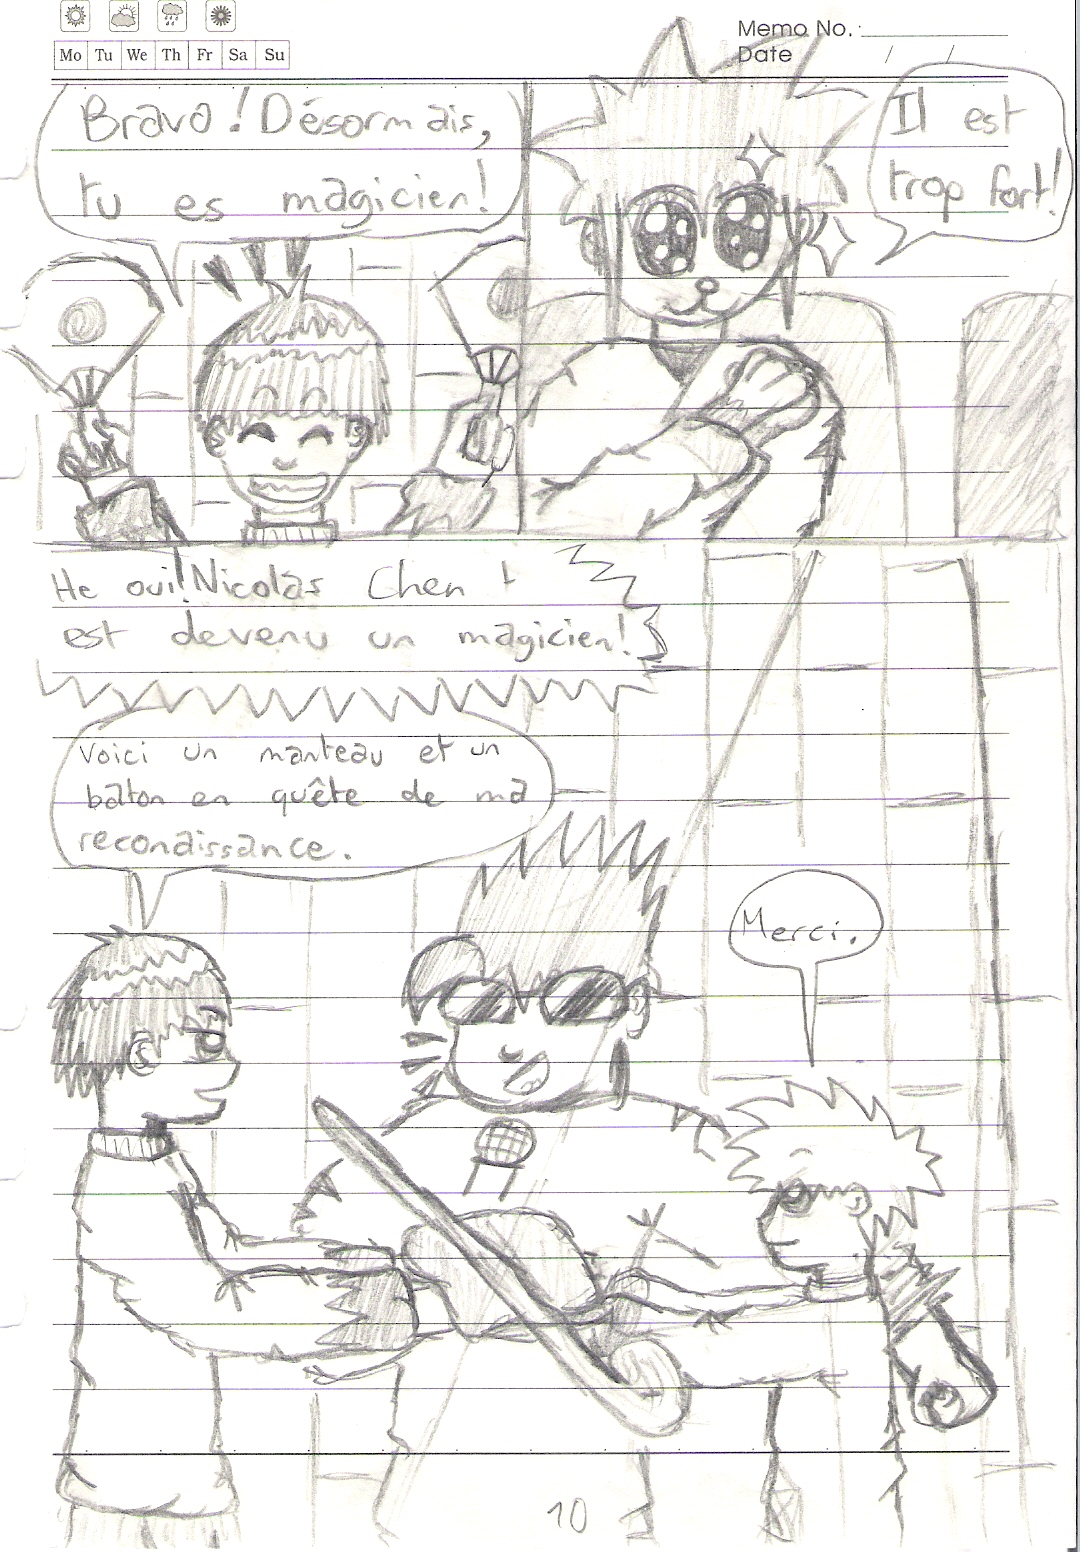 Memo No.
Mo Tu We Th Fr Sa Su
Date / /
Bravo ! Désormais,
tu es magicien!
Il est
trop fort!
He oui! Nicolas Chen
est devenu un magicien!
Voici un manteau et un
bâton en quête de ma
reconaissance.
Merci.
10